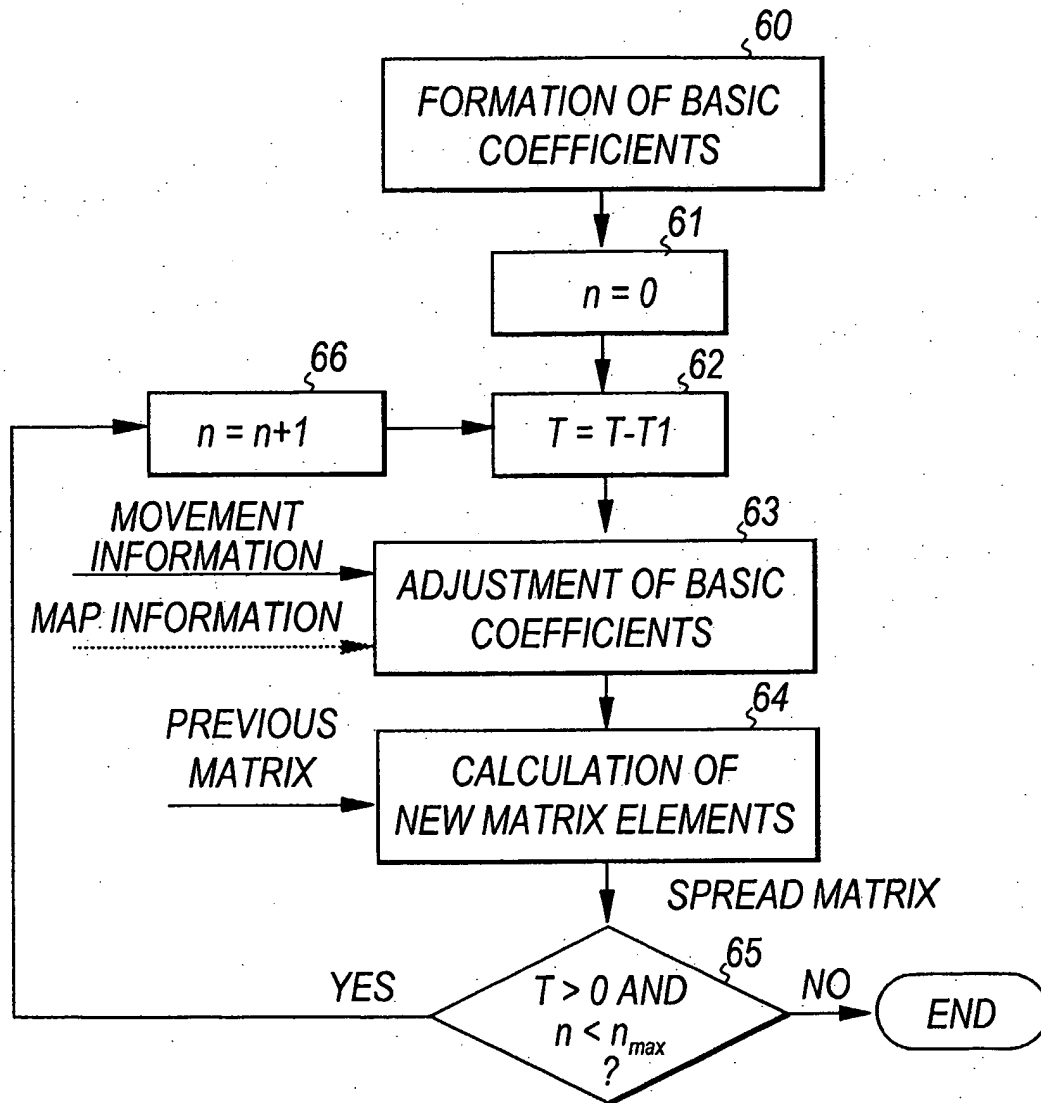 60
FORMATION OF BASIC
COEFFICIENTS
61
n = 0
66
n = n+1
62
T = T-T1
MOVEMENT
INFORMATION
MAP INFORMATION
63
ADJUSTMENT OF BASIC
COEFFICIENTS
PREVIOUS
MATRIX
64
CALCULATION OF
NEW MATRIX ELEMENTS
SPREAD MATRIX
65
YES
T > 0 AND
n < nmax
?
NO
END